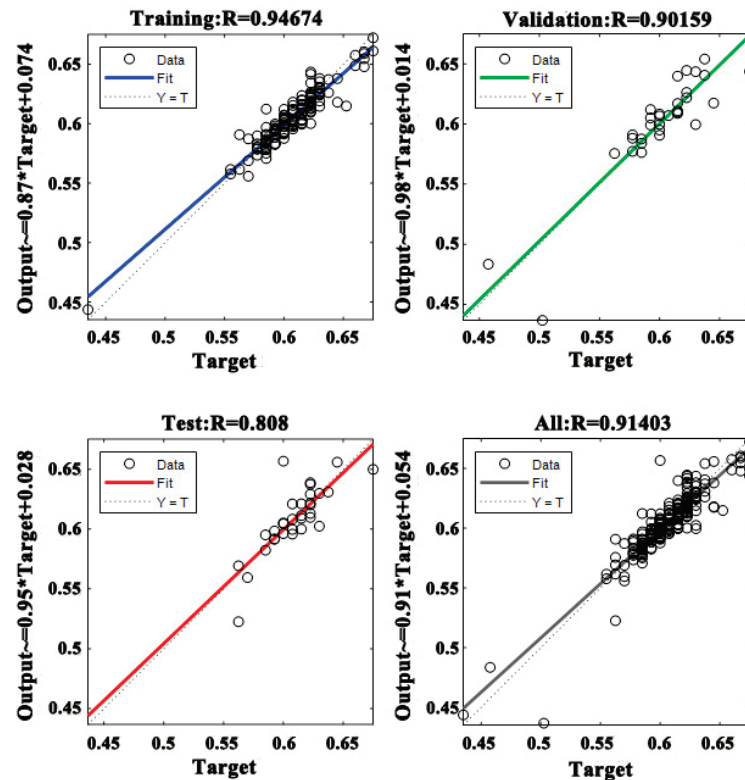 Training:R=0.94674
Output~=0.87*Target+0.074
0.65
0.6
0.55
0.5
0.45
Data
Fit
Y = T
0.45 0.5 0.55 0.6 0.65
Target
Validation:R=0.90159
Output~=0.98*Target+0.014
0.65
0.6
0.55
0.5
0.45
Data
Fit
Y = T
0.45 0.5 0.55 0.6 0.65
Target
Test:R=0.808
Output~=0.95*Target+0.028
0.65
0.6
0.55
0.5
0.45
Data
Fit
Y = T
0.45 0.5 0.55 0.6 0.65
Target
All:R=0.91403
Output~=0.91*Target+0.054
0.65
0.6
0.55
0.5
0.45
Data
Fit
Y = T
0.45 0.5 0.55 0.6 0.65
Target